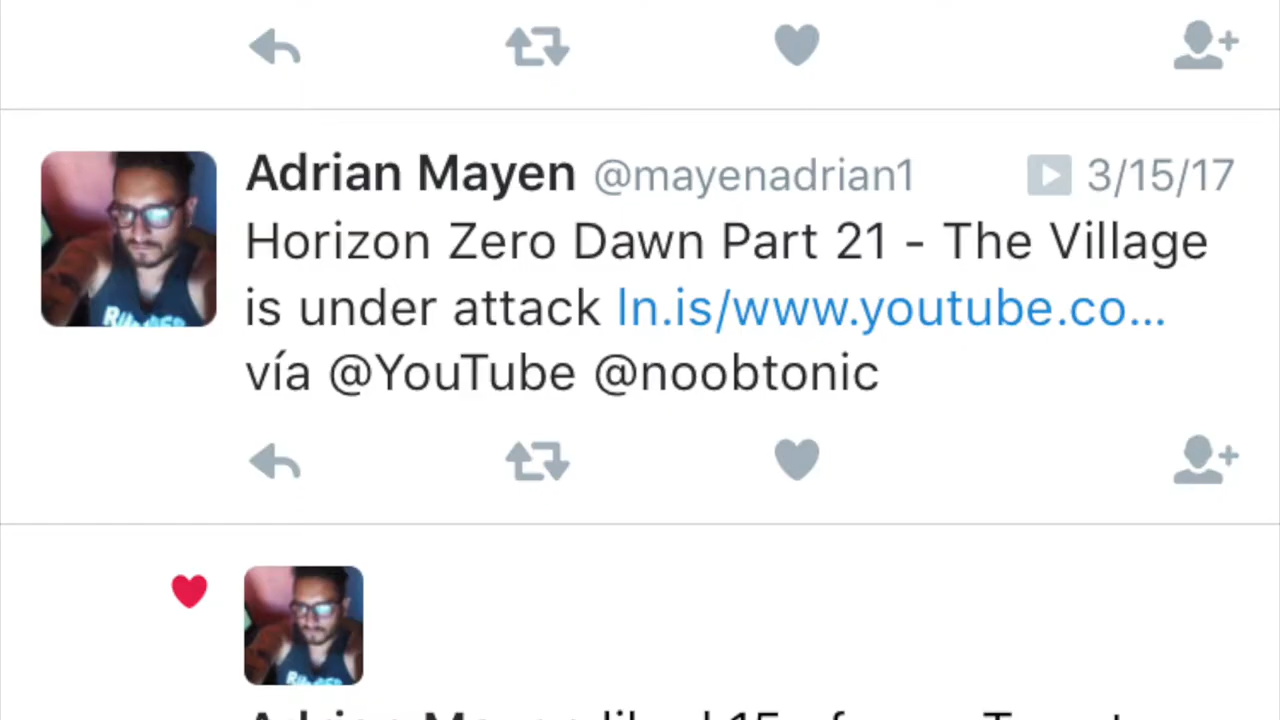 Adrian Mayen @mayenadrian1 3/15/17
Horizon Zero Dawn Part 21 - The Village
is under attack ln.is/www.youtube.co...
vía @YouTube @noobtonic